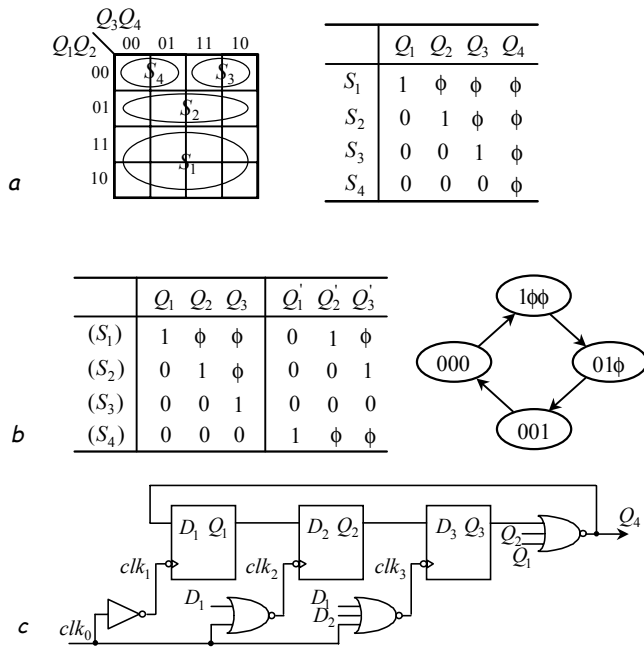 Q3Q4
Q1Q2 00 01 11 10
00 S4 S3
01 S2
11
S1
10
a
Q1 Q2 Q3 Q4
S1 1 ϕ ϕ ϕ
S2 0 1 ϕ ϕ
S3 0 0 1 ϕ
S4 0 0 0 ϕ
Q1 Q2 Q3 Q1' Q2' Q3'
(S1) 1 ϕ ϕ 0 1 ϕ
(S2) 0 1 ϕ 0 0 1
(S3) 0 0 1 0 0 0
(S4) 0 0 0 1 ϕ ϕ
b
1ϕϕ
000 01ϕ
001
D1 Q1 D2 Q2 D3 Q3 Q4
Q2
Q1
clk1 clk2 clk3
D1 D1
D2
c
clk0